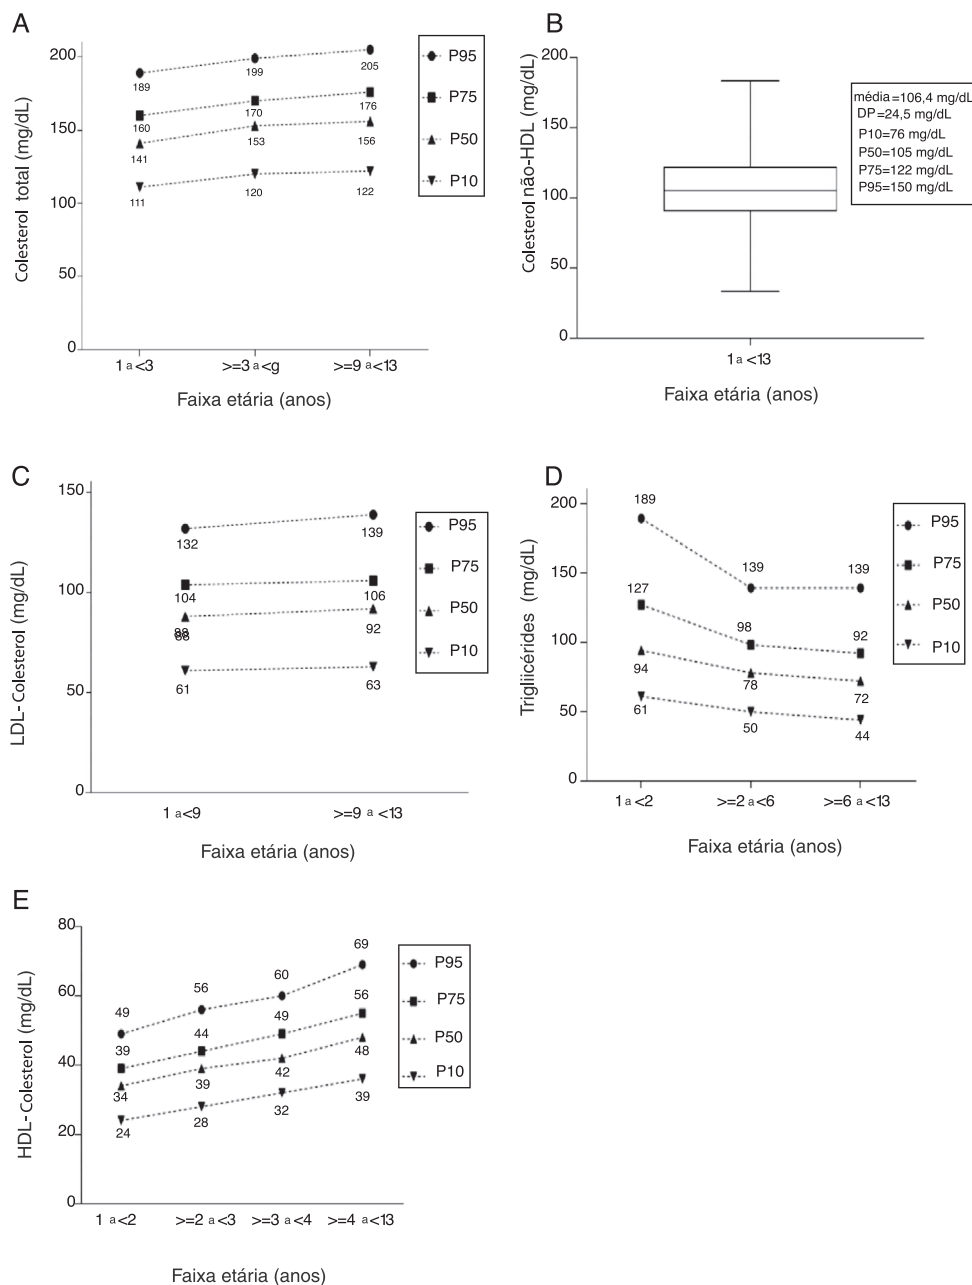 A
Colesterol total (mg/dL)
200
150
100
50
0
189
199
205
160
170
176
141
153
156
111
120
122
P95
P75
P50
P10
1 a <3
>=3 a <g
>=9 a <13
Faixa etária (anos)
B
Colesterol não-HDL (mg/dL)
200
150
100
50
0
média=106,4 mg/dL
DP=24,5 mg/dL
P10=76 mg/dL
P50=105 mg/dL
P75=122 mg/dL
P95=150 mg/dL
1 a <13
Faixa etária (anos)
C
LDL- Colesterol (mg/dL)
150
100
50
0
132
139
104
106
88
92
61
63
P95
P75
P50
P10
1 a <9
>=9 a <13
Faixa etária (anos)
D
Trigliicérides (mg/dL)
200
150
100
50
0
189
139
139
127
98
92
94
78
72
61
50
44
P95
P75
P50
P10
1 a <2
>=2 a <6
>=6 a <13
Faixa etária (anos)
E
HDL- Colesterol (mg/dL)
80
60
40
20
0
49
56
60
69
39
44
49
56
34
39
42
48
24
28
32
39
P95
P75
P50
P10
1 a <2
>=2 a <3
>=3 a <4
>=4 a <13
Faixa etária (anos)